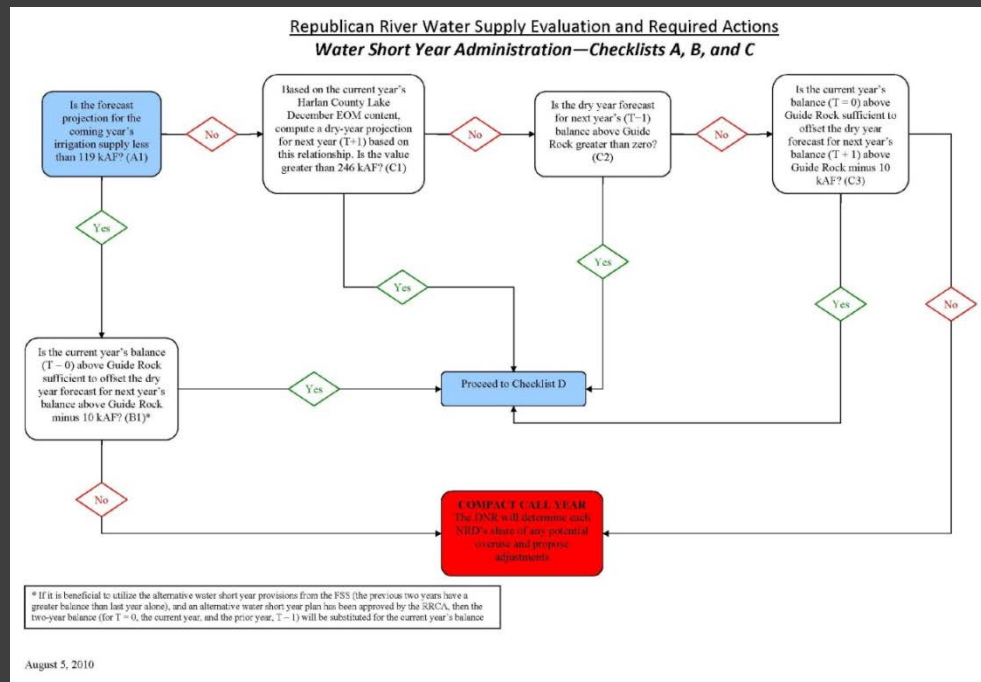 Republican River Water Supply Evaluation and Required Actions
Water Short Year Administration—Checklists A, B, and C
Is the forecast
projection for the
coming year's
irrigation supply less
than 119 kAF? (A1)
No
Based on the current year's
Harlan County Lake
December EOM content,
compute a dry-year projection
for next year (T+1) based on
this relationship. Is the value
greater than 246 kAF? (C1)
No
Is the dry year forecast
for next year's (T−1)
balance above Guide
Rock greater than zero?
(C2)
No
Is the current year's
balance (T = 0) above
Guide Rock sufficient to
offset the dry year
forecast for next year's
balance (T + 1) above
Guide Rock minus 10
kAF? (C3)
Yes
Yes
Yes
Yes
No
Is the current year's balance
(T − 0) above Guide Rock
sufficient to offset the dry
year forecast for next year's
balance above Guide Rock
minus 10 kAF? (B1)*
Yes
Proceed to Checklist D
No
COMPACT CALL YEAR
The DNR will determine each
NRD's share of any potential
overuse and propose
adjustments
* If it is beneficial to utilize the alternative water short year provisions from the FSS (the previous two years have a
greater balance than last year alone), and an alternative water short year plan has been approved by the RRCA, then the
two-year balance (for T = 0, the current year, and the prior year, T − 1) will be substituted for the current year's balance
August 5, 2010